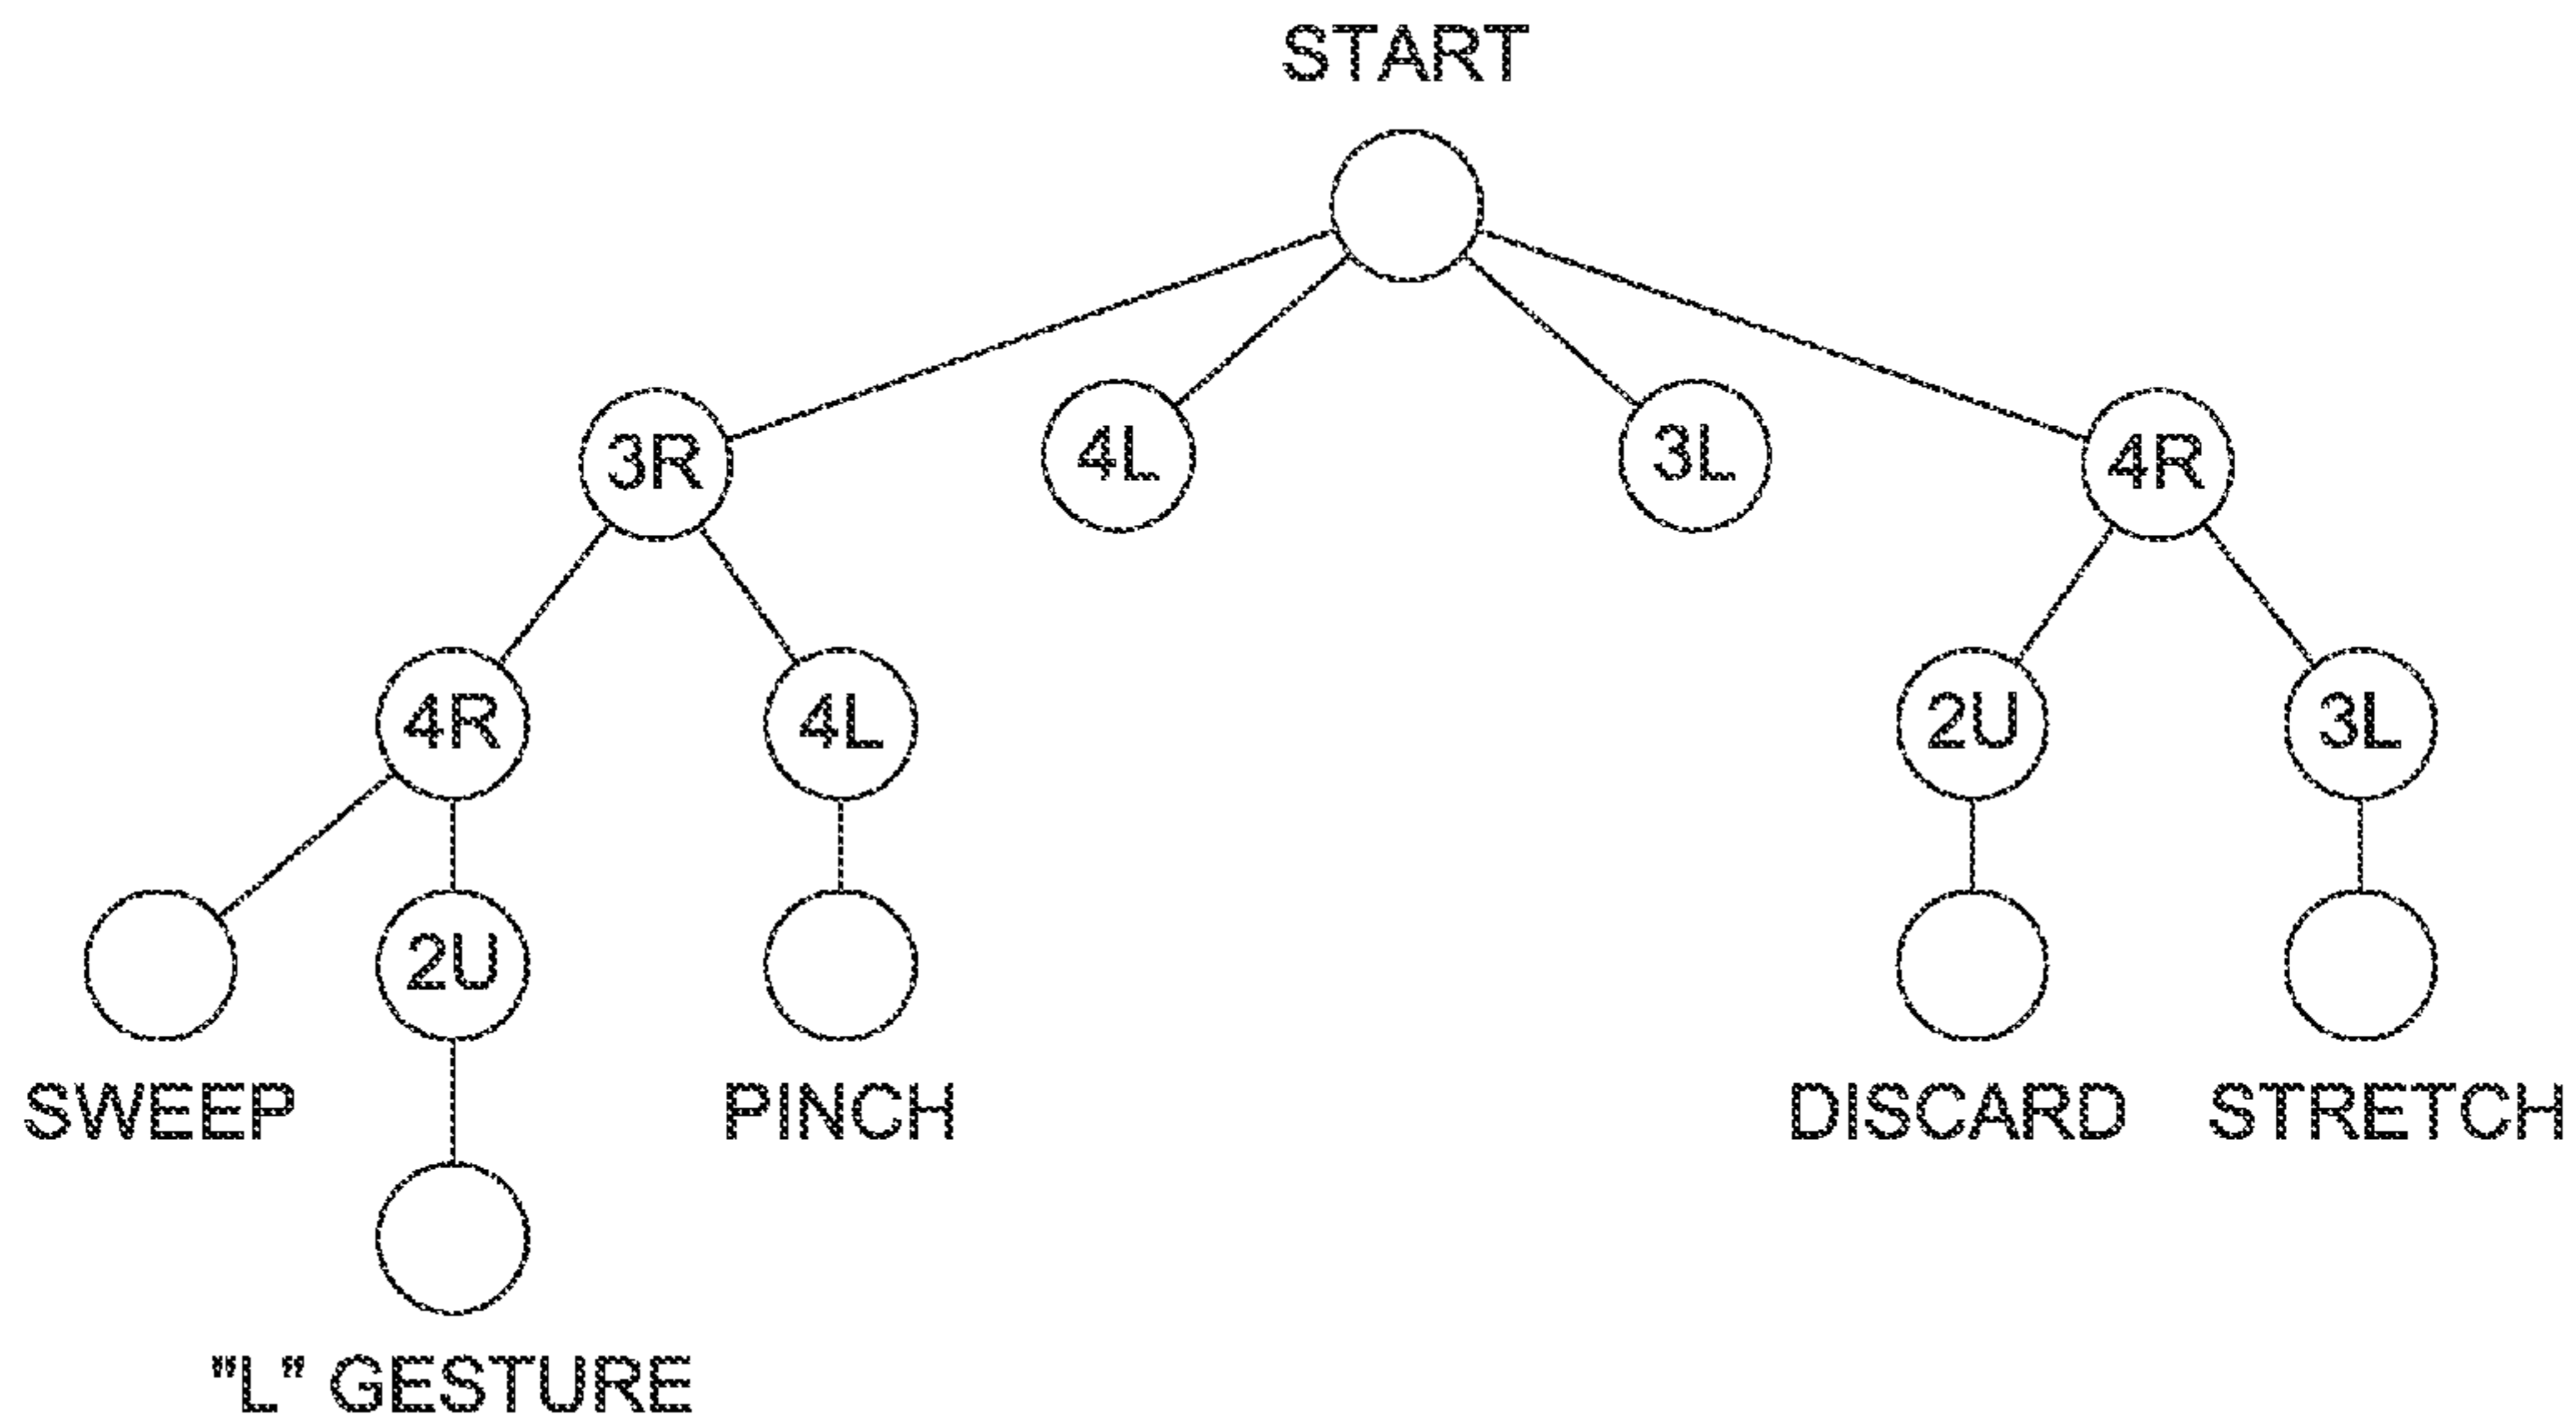 START
3R
4L
3L
4R
4R
4L
2U
3L
2U
SWEEP
PINCH
DISCARD
STRETCH
"L" GESTURE